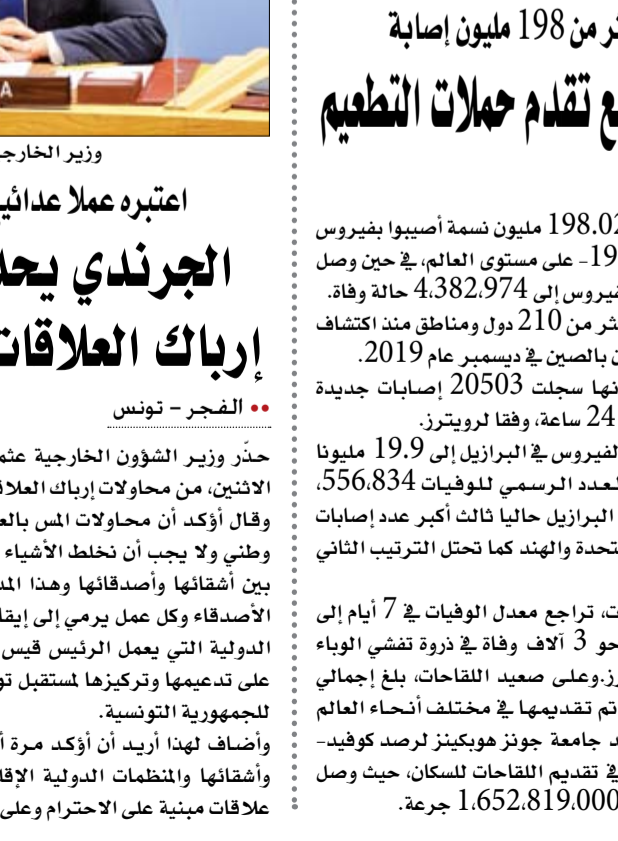 ثر من 198 مليون إصابة
ع تقدم حملات التطعيم
198.02 مليون نسمة أصيبوا بفيروس
19- على مستوى العالم، في حين وصل
فيروس إلى 4،382،974 حالة وفاة.
ثر من 210 دول ومناطق منذ اكتشاف
ن بالصين في ديسمبر عام 2019.
نها سجلت 20503 إصابات جديدة
24 ساعة، وفقا لرويترز.
لفيروس في البرازيل إلى 19.9 مليونا
لعدد الرسمي للوفيات 556،834،
البرازيل حاليا ثالث أكبر عدد إصابات
تحدة والهند كما تحتل الترتيب الثاني
ت، تراجع معدل الوفيات في 7 أيام إلى
حو 3 آلاف وفاة في ذروة تفشي الوباء
رز.وعلى صعيد اللقاحات، بلغ إجمالي
تم تقديمها في مختلف أنحاء العالم
د جامعة جونز هوبكينز لرصد كوفيد-
في تقديم اللقاحات للسكان، حيث وصل
1،652،819،000 جرعة.
A
وزير الخارج
اعتبره عملا عدائي
الجرندي يحذ
إرباك العلاقات
•• الفجر – تونس
حذّر وزير الشؤون الخارجية عثم
الاثنين، من محاولات إرباك العلاق
وقال أؤكد أن محاولات المس بالع
وطني ولا يجب أن نخلط الأشياء
بين أشقائها وأصدقائها وهذا المد
الأصدقاء وكل عمل يرمي إلى إيقا
الدولية التي يعمل الرئيس قيس
على تدعيمها وتركيزها لمستقبل تو
للجمهورية التونسية.
وأضاف لهذا أريد أن أؤكد مرة أ
وأشقائها والمنظمات الدولية الإقل
علاقات مبنية على الاحترام وعلى